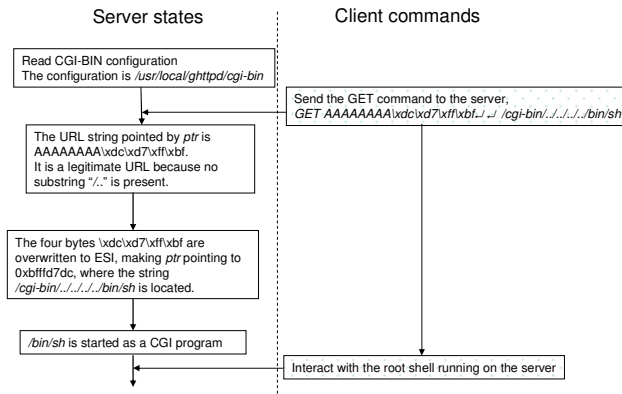 Server states
Client commands
Read CGI-BIN configuration
The configuration is /usr/local/ghttpd/cgi-bin
Send the GET command to the server,
GET AAAAAAAA\xdc\xd7\xff\xbf↵↵ /cgi-bin/../../../../bin/sh
The URL string pointed by ptr is
AAAAAAAA\xdc\xd7\xff\xbf.
It is a legitimate URL because no
substring “/..” is present.
The four bytes \xdc\xd7\xff\xbf are
overwritten to ESI, making ptr pointing to
0xbfffd7dc, where the string
/cgi-bin/../../../../bin/sh is located.
/bin/sh is started as a CGI program
Interact with the root shell running on the server